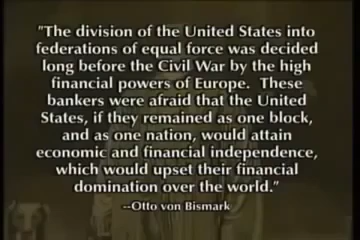 "The division of the United States into
federations of equal force was decided
long before the Civil War by the high
financial powers of Europe.  These
bankers were afraid that the United
States, if they remained as one block,
and as one nation, would attain
economic and financial independence,
which would upset their financial
domination over the world."
--Otto von Bismark